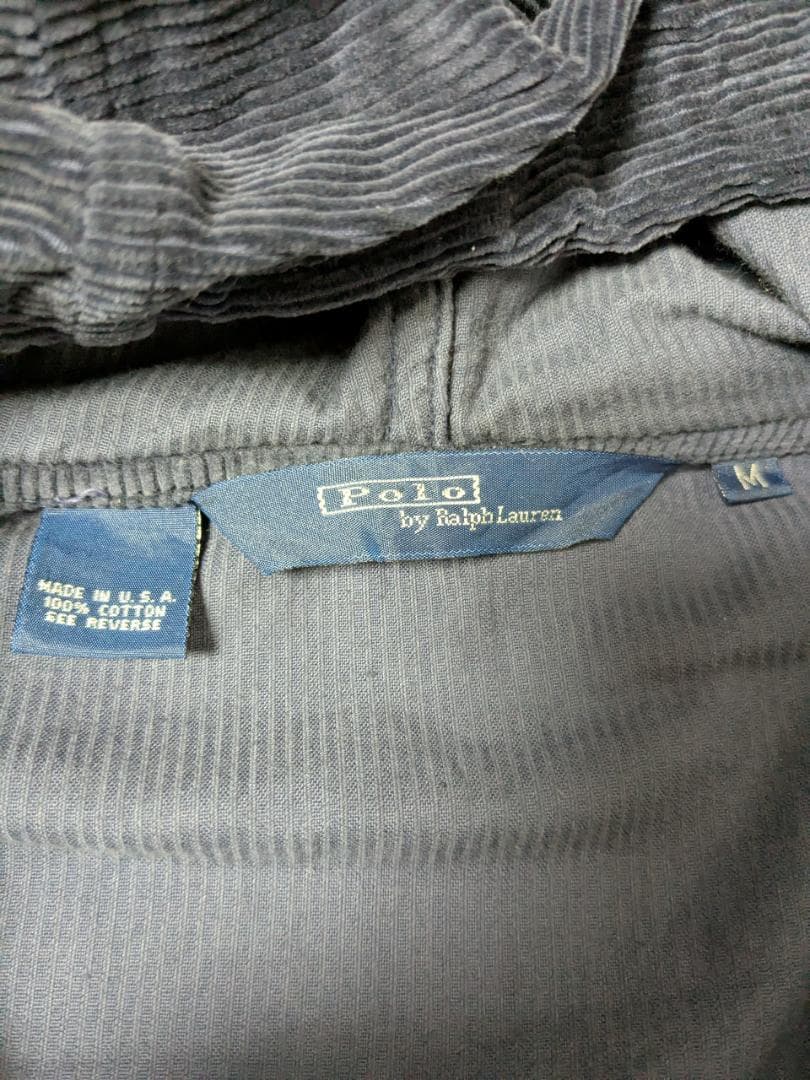 Polo
by Ralph Lauren
M
MADE IN U.S.A.
100% COTTON
SEE REVERSE